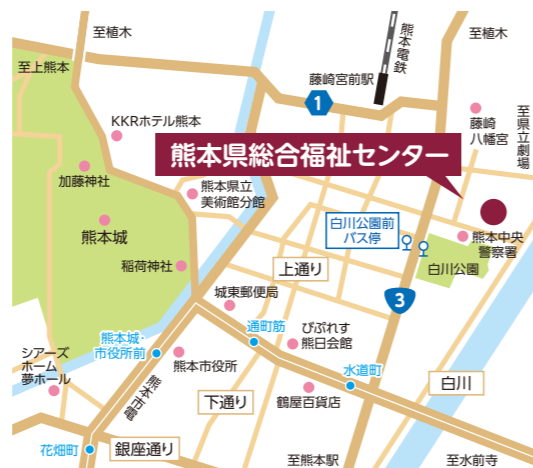 至植木
至植木
至上熊本
熊本電鉄
藤崎宮前駅
1
KKRホテル熊本
藤崎
八幡宮
至県立劇場
熊本県総合福祉センター
加藤神社
熊本県立
美術館分館
熊本城
白川公園前
バス停
熊本中央
警察署
稲荷神社
上通り
白川公園
3
城東郵便局
通町筋
びぷれす
熊日会館
熊本城・
市役所前
シアーズ
ホーム
夢ホール
熊本市役所
水道町
白川
熊本市電
下通り
鶴屋百貨店
花畑町
銀座通り
至熊本駅
至水前寺